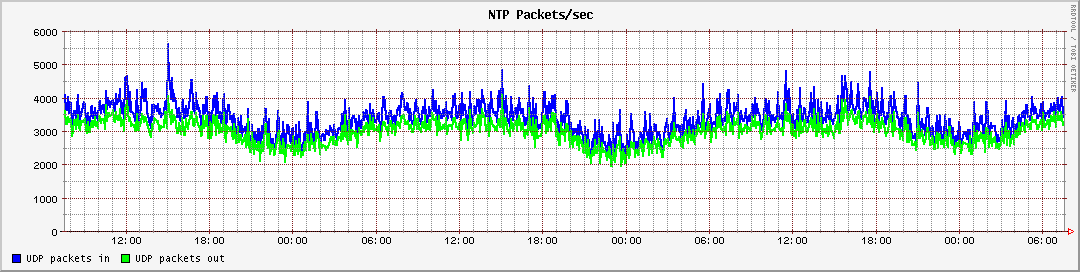 NTP Packets/sec
RRDTOOL / TOBI OETIKER
6000
5000
4000
3000
2000
1000
0
12:00 18:00 00:00 06:00 12:00 18:00 00:00 06:00 12:00 18:00 00:00 06:00
UDP packets in UDP packets out